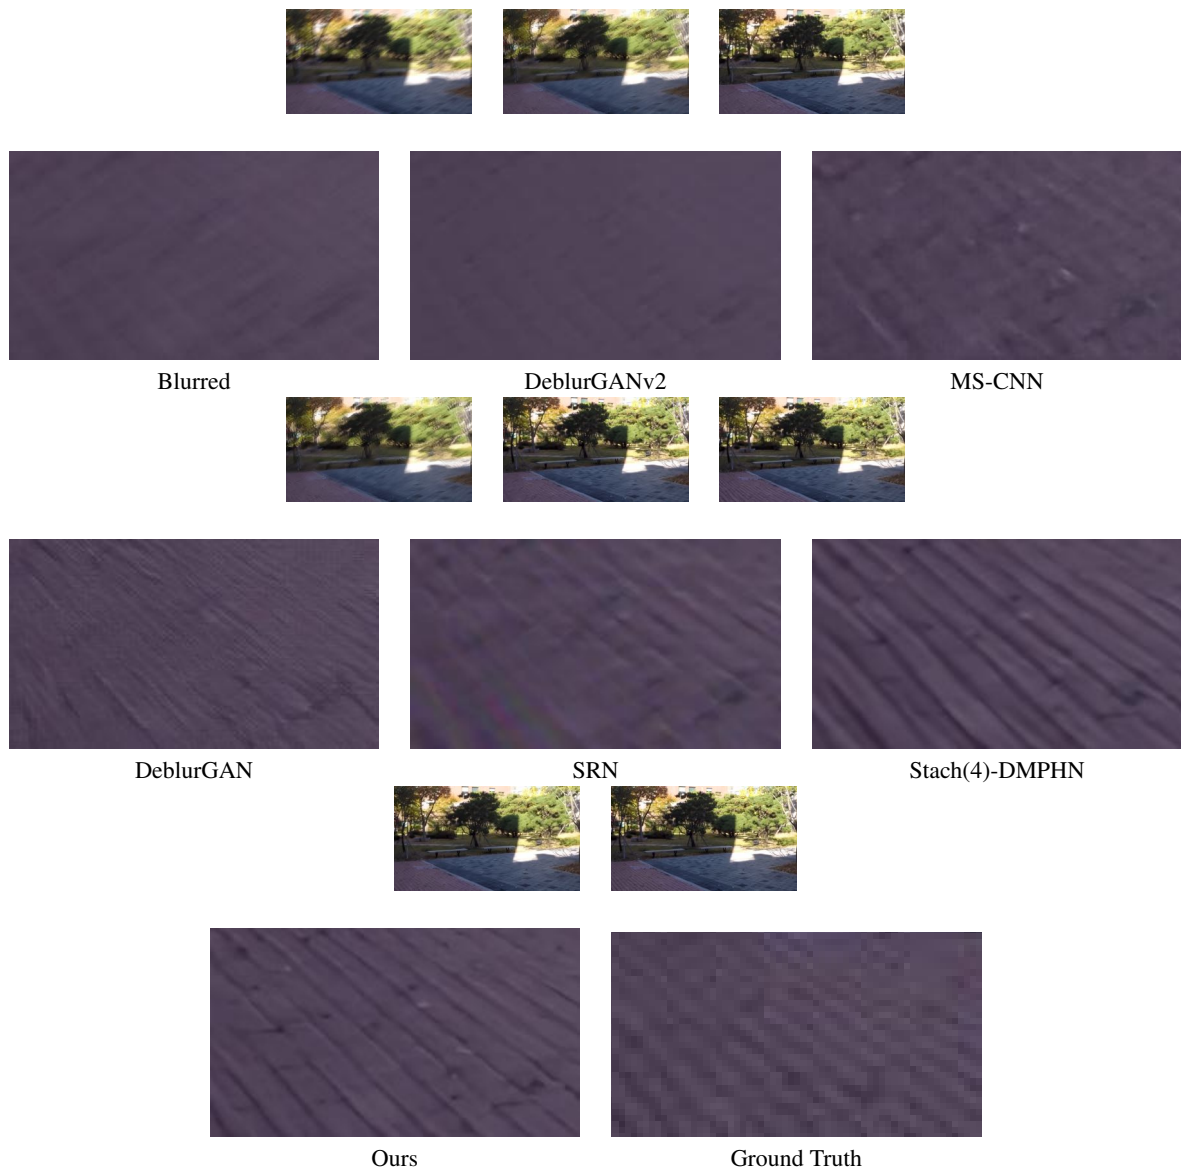 Blurred
DeblurGANv2
MS-CNN
DeblurGAN
SRN
Stach(4)-DMPHN
Ours
Ground Truth